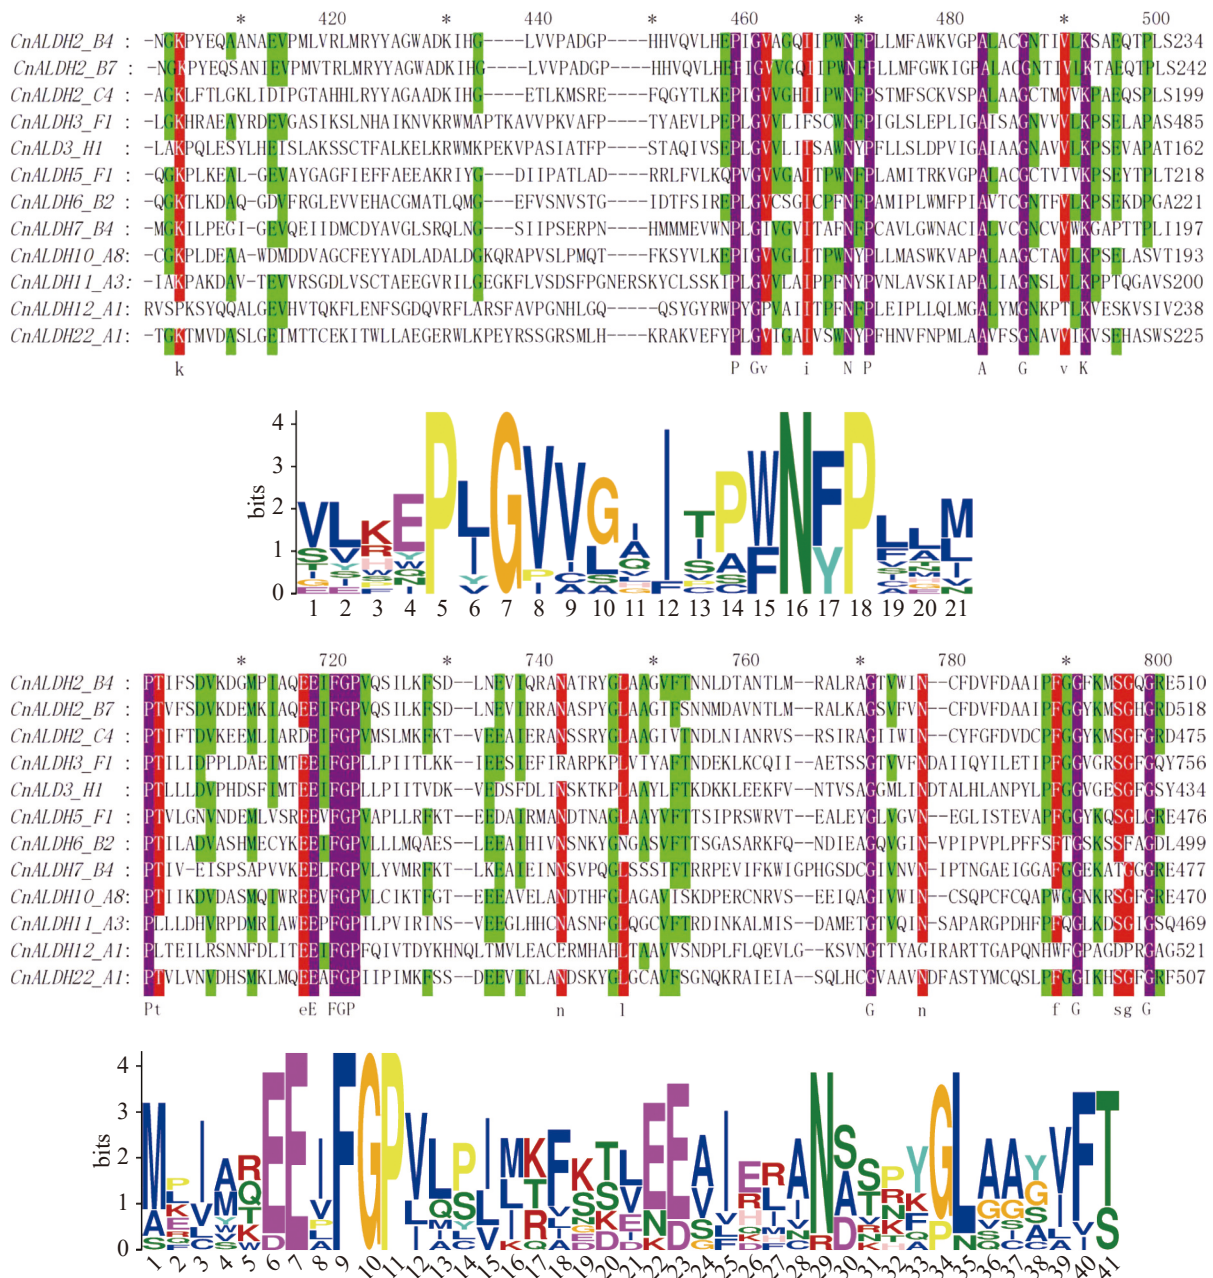 * 420 * 440 * 460 * 480 * 500
CnALDH2_B4 : -NGKPYEQAANAEVPMLVRLMRYYAGWADKIHG----LVVPADGP----HHVQVLHEPIGVAGQIIPWNFPLLMFAWKVGPALACGNTIVLKSAEQTPLS234
CnALDH2_B7 : -NGKPYEQSANIEVPMVTRLMRYYAGWADKIHG----LVVPADGP----HHVQVLHEPIGVVGQIIPWNFPLLMFGWKIGPALACGNTIVLKTAEQTPLS242
CnALDH2_C4 : -AGKLFTLGKLIDIPGTAHHLRYYAGAADKIHG----ETLKMSRE----FQGYTLKEPIGVVGHIIPWNFPSTMFSCKVSPALAAGCTMVVKPAEQSPLS199
CnALDH3_F1 : -LGKHRAEAYRDEVGASIKSLNHAIKNVKRWMAPTKAVVPKVAFP----TYAEVLPEPLGVVLIFSCWNFPIGLSLEPLIGAISAGNVVVLKPSELAPAS485
CnALD3_H1 : -LAKPQLESYLHEISLAKSSCTFALKELKRWMKPEKVPASIATFP----STAQIVSEPLGVVLIISAWNYPFLLSLDPVIGAIAAGNAVVLKPSEVAPAT162
CnALDH5_F1 : -QGKPLKEAL-GEVAYGAGFIEFFAEEAKRIYG----DIIPATLAD----RRLFVLKQPVGVVGAITPWNFPLAMITRKVGPALACGCTVIVKPSEYTPLT218
CnALDH6_B2 : -QGKTLKDAQ-GDVFRGLEVVEHACGMATLQMG----EFVSNVSTG----IDTFSIREPLGVCSGICPFNFPAMIPLWMFPIAVTCGNTFVLKPSEKDPGA221
CnALDH7_B4 : -MGKILPEGI-GEVQEIIDMCDYAVGLSRQLNG----SIIPSERPN----HMMMEVWNPLGIVGVITAFNFPCAVLGWNACIALVCGNCVVWKGAPTTPLI197
CnALDH10_A8: -CGKPLDEAA-WDMDDVAGCFEYYADLADALDGKQRAPVSLPMQT----FKSYVLKEPIGVVGLITPWNYPLLMASWKVAPALAAGCTAVLKPSELASVT193
CnALDH11_A3: -IAKPAKDAV-TEVVRSGDLVSCTAEEGVRILGEGKFLVSDSFPGNERSKYCLSSKIPLGVVLAIPPFNYPVNLAVSKIAPALIAGNSLVLKPPTQGAVS200
CnALDH12_A1: RVSPKSYQQALGEVHVTQKFLENFSGDQVRFLARSFAVPGNHLGQ----QSYGYRWPYGPVAIITPFNFPLEIPLLQLMGALYMGNKPTLKVESKVSIV238
CnALDH22_A1: -TGKTMVDASLGEIMTTCEKITWLLAEGERWLKPEYRSSGRSMLH----KRAKVEFYPLGVIGAIVSWNYPFHNVFNPMLAAVFSGNAVVIKVSEHASWS225
k P Gv i N P A G v K
4
3
2
1
0
bits
1 2 3 4 5 6 7 8 9 10 11 12 13 14 15 16 17 18 19 20 21
* 720 * 740 * 760 * 780 * 800
CnALDH2_B4 : PTIFSDVKDGMPIAQEEIFGPVQSILKFSD--LNEVIQRANATRYGLAAGVFTNNLDTANTLM--RALRAGTVWIN--CFDVFDAAIPFGGFKMSGQGRE510
CnALDH2_B7 : PTVFSDVKDEMKIAQEEIFGPVQSILKFSD--LNEVIRRANASPYGLAAGIFSNNMDAVNTLM--RALKAGSVFVN--CFDVFDAAIPFGGYKMSGHGRD518
CnALDH2_C4 : PTIFTDVKEEMLIARDEIFGPVMSLMKFKT--VEEAIERANSSRYGLAAGIVTNDLNIANRVS--RSIRAGIIWIN--CYFGFDVDCPFGGYKMSGFGRD475
CnALDH3_F1 : PTILIDPPLDAEIMTEEIFGPLLPIITLKK--IEESIEFIRARPKPLVIYAFTNDEKLKCQII--AETSSGTVVFNDAIIQYILETIPFGGVGRSGFGQY756
CnALD3_H1 : PTLLLDVPHDSFIMTEEIFGPLLPIITVDK--VEDSFDLINSKTKPLAAYLFTKDKKLEEKFV--NTVSAGGMLINDTALHLANPYLPFGGVGESGFGSY434
CnALDH5_F1 : PTVLGNVNDEMLVSREEVFGPVAPLLRFKT--EEDAIRMANDTNAGLAAYVFTTSIPRSWRVT--EALEYGLVGVN--EGLISTEVAPFGGYKQSGLGRE476
CnALDH6_B2 : PTILADVASHMECYKEEIFGPVLLLMQAES--LEEAIHIVNSNKYGNGASVFTTSGASARKFQ--NDIEAGQVGIN--VPIPVPLPFFSFTGSKSSFAGDL499
CnALDH7_B4 : PTIV-EISPSAPVVKEELFGPVLYVMRFKT--LKEAIEINNSVPQGLSSSIFTRRPEVIFKWIGPHGSDCGIVNVN--IPTNGAEIGGAFGGEKATGGGRE477
CnALDH10_A8: PTIIKDVDASMQIWREEVFGPVLCIKTFGT--EEEAVELANDTHFGLAGAVISKDPERCNRVS--EEIQAGIVWIN--CSQPCFCQAPWGGNKRSGFGRE470
CnALDH11_A3: PLLLDHVRPDMRIAWEEPFGPILPVIRINS--VEEGLHHCNASNFGLQGCVFTRDINKALMIS--DAMETGTVQIN--SAPARGPDHFPFQGLKDSGIGSQ469
CnALDH12_A1: PLTEILRSNNFDLITEEIFGPFQIVTDYKHNQLTMVLEACERMHAHLTAAVVSNDPLFLQEVLG--KSVNGTTYAGIRARTTGAPQNHWFGPAGDPRGAG521
CnALDH22_A1: PTVLVNVDHSMKLMQEEAFGPIIPIMKFSS--DEEVIKLANDSKYGLGCAVFSGNQKRAIEIA--SQLHCGVAAVNDFASTYMCQSLPFGGIKHSGFGRF507
Pt eE FGP n l G n f G sg G
4
3
2
1
0
bits
1 2 3 4 5 6 7 8 9 10 11 12 13 14 15 16 17 18 19 20 21 22 23 24 25 26 27 28 29 30 31 32 33 34 35 36 37 38 39 40 41